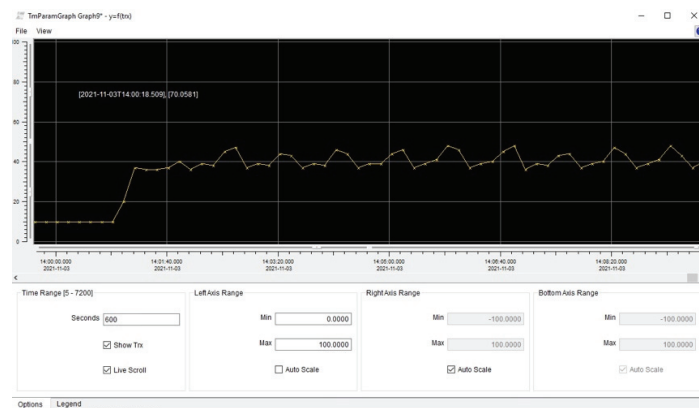 TmParamGraph Graph9* - y=f(trx)
File View
100
80
[2021-11-03T14:00:18.509], [70.0581]
60
40
20
0
14:00:00.000 14:01:40.000 14:03:20.000 14:05:00.000 14:06:40.000 14:08:20.000
2021-11-03 2021-11-03 2021-11-03 2021-11-03 2021-11-03 2021-11-03
Time Range [5 - 7200] Left Axis Range Right Axis Range Bottom Axis Range
Seconds 600 Min 0.0000 Min -100.0000 Min -100.0000
Show Trx Max 100.0000 Max 100.0000 Max 100.0000
Live Scroll Auto Scale Auto Scale Auto Scale
Options Legend